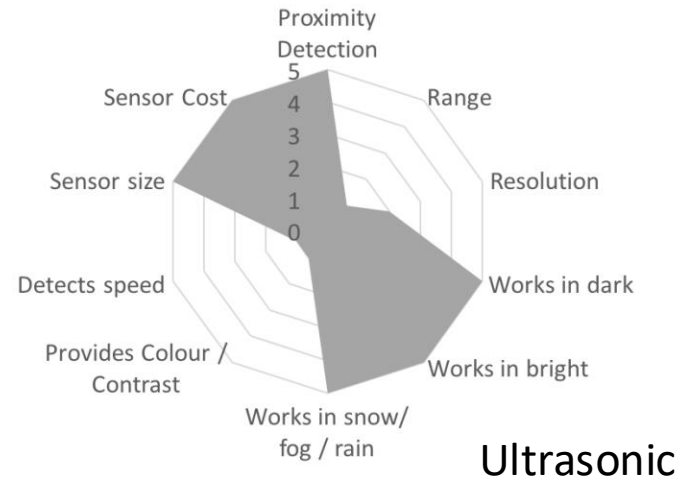 Proximity
Detection
5
Sensor Cost
4
Range
3
Sensor size
2
Resolution
1
0
Detects speed
Works in dark
Provides Colour /
Contrast
Works in bright
Works in snow/
fog / rain
Ultrasonic